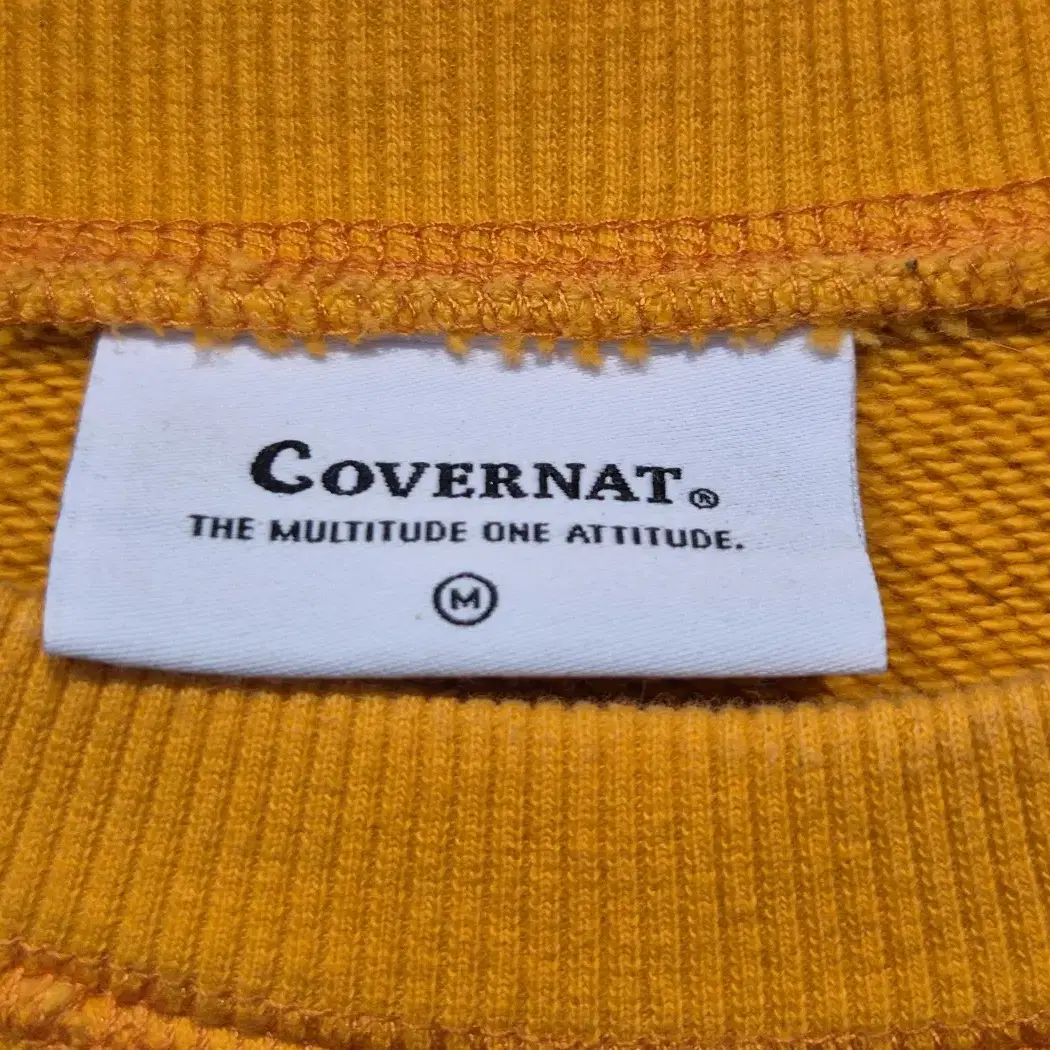 COVERNAT®
THE MULTITUDE ONE ATTITUDE.
M